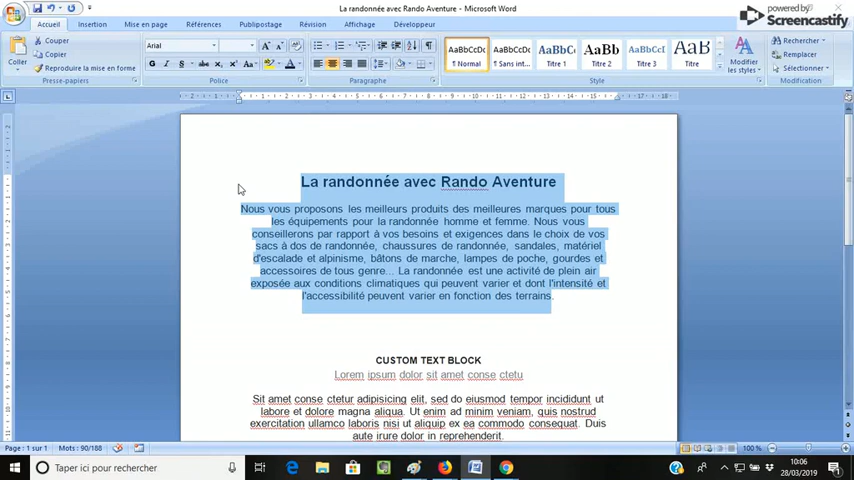 La randonnée avec Rando Aventure - Microsoft Word
powered by
Screencastify
Accueil Insertion Mise en page Références Publipostage Révision Affichage Développeur
Coller
Couper
Copier
Reproduire la mise en forme
Presse-papiers
Arial
G I S abc x₂ x² Aa
Police
Paragraphe
AaBbCcDc
¶ Normal
AaBbCcDc
¶ Sans int...
AaBbC
Titre 1
AaBb(
Titre 2
AaBbCcI
Titre 3
AaBb
Titre
Modifier
les styles
Style
Rechercher
Remplacer
Sélectionner
Modification
La randonnée avec Rando Aventure
Nous vous proposons les meilleurs produits des meilleures marques pour tous
les équipements pour la randonnée homme et femme. Nous vous
conseillerons par rapport à vos besoins et exigences dans le choix de vos
sacs à dos de randonnée, chaussures de randonnée, sandales, matériel
d'escalade et alpinisme, bâtons de marche, lampes de poche, gourdes et
accessoires de tous genre... La randonnée est une activité de plein air
exposée aux conditions climatiques qui peuvent varier et dont l'intensité et
l'accessibilité peuvent varier en fonction des terrains.
CUSTOM TEXT BLOCK
Lorem ipsum dolor sit amet conse ctetu
Sit amet conse ctetur adipisicing elit, sed do eiusmod tempor incididunt ut
labore et dolore magna aliqua. Ut enim ad minim veniam, quis nostrud
exercitation ullamco laboris nisi ut aliquip ex ea commodo consequat. Duis
aute irure dolor in reprehenderit.
Page : 1 sur 1 Mots : 90/188 100 %
Taper ici pour rechercher
10:06
28/03/2019